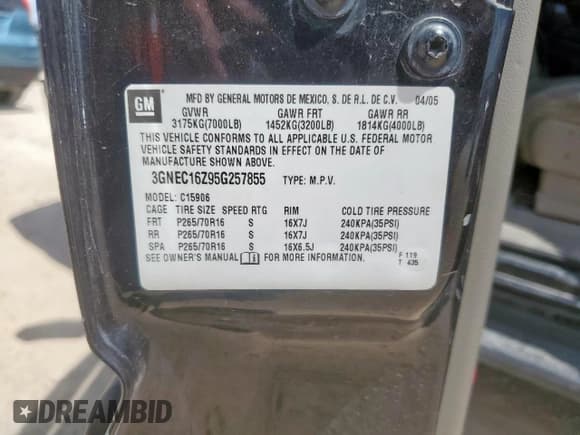 GM
MFD BY GENERAL MOTORS DE MEXICO, S. DE R.L. DE C.V. 04/05
GVWR GAWR FRT GAWR RR
3175KG(7000LB) 1452KG(3200LB) 1814KG(4000LB)
THIS VEHICLE CONFORMS TO ALL APPLICABLE U.S. FEDERAL MOTOR
VEHICLE SAFETY STANDARDS IN EFFECT ON THE DATE OF
MANUFACTURE SHOWN ABOVE.
3GNEC16Z95G257855 TYPE: M.P.V.
MODEL: C15906
CAGE TIRE SIZE SPEED RTG RIM COLD TIRE PRESSURE
FRT P265/70R16 S 16X7J 240KPA(35PSI)
RR P265/70R16 S 16X7J 240KPA(35PSI)
SPA P265/70R16 S 16X6.5J 240KPA(35PSI)
SEE OWNER'S MANUAL FOR MORE INFORMATION. F 119
T 435
DREAMBID